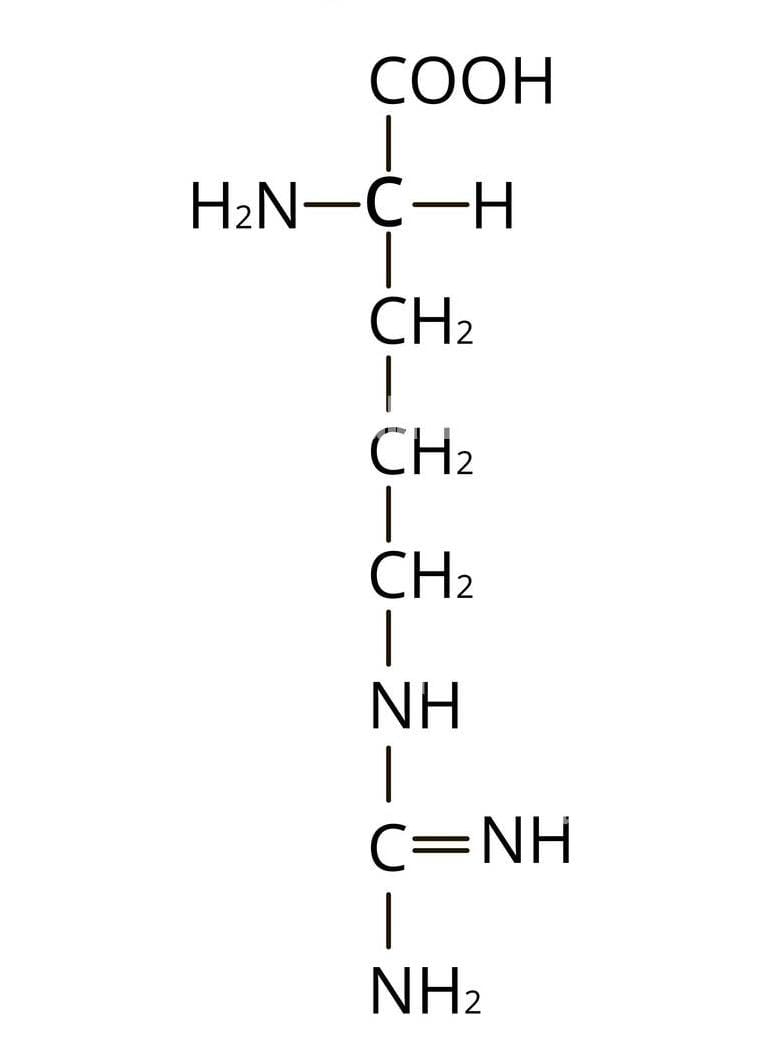 COOH
H₂N—C—H
CH₂
CH₂
CH₂
NH
C=NH
NH₂